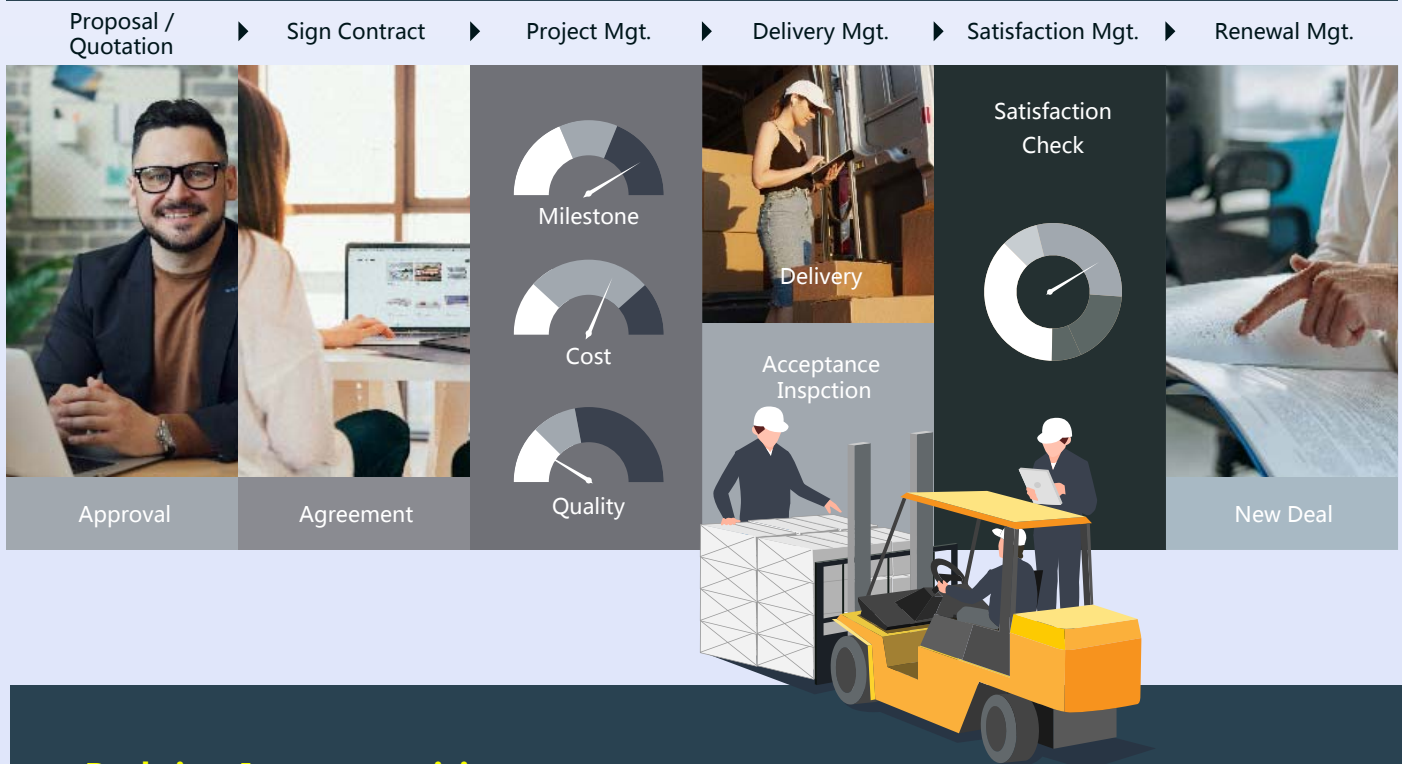 Proposal /
Quotation
Sign Contract
Project Mgt.
Delivery Mgt.
Satisfaction Mgt.
Renewal Mgt.
Approval
Agreement
Milestone
Cost
Quality
Delivery
Acceptance
Inspction
Satisfaction
Check
New Deal